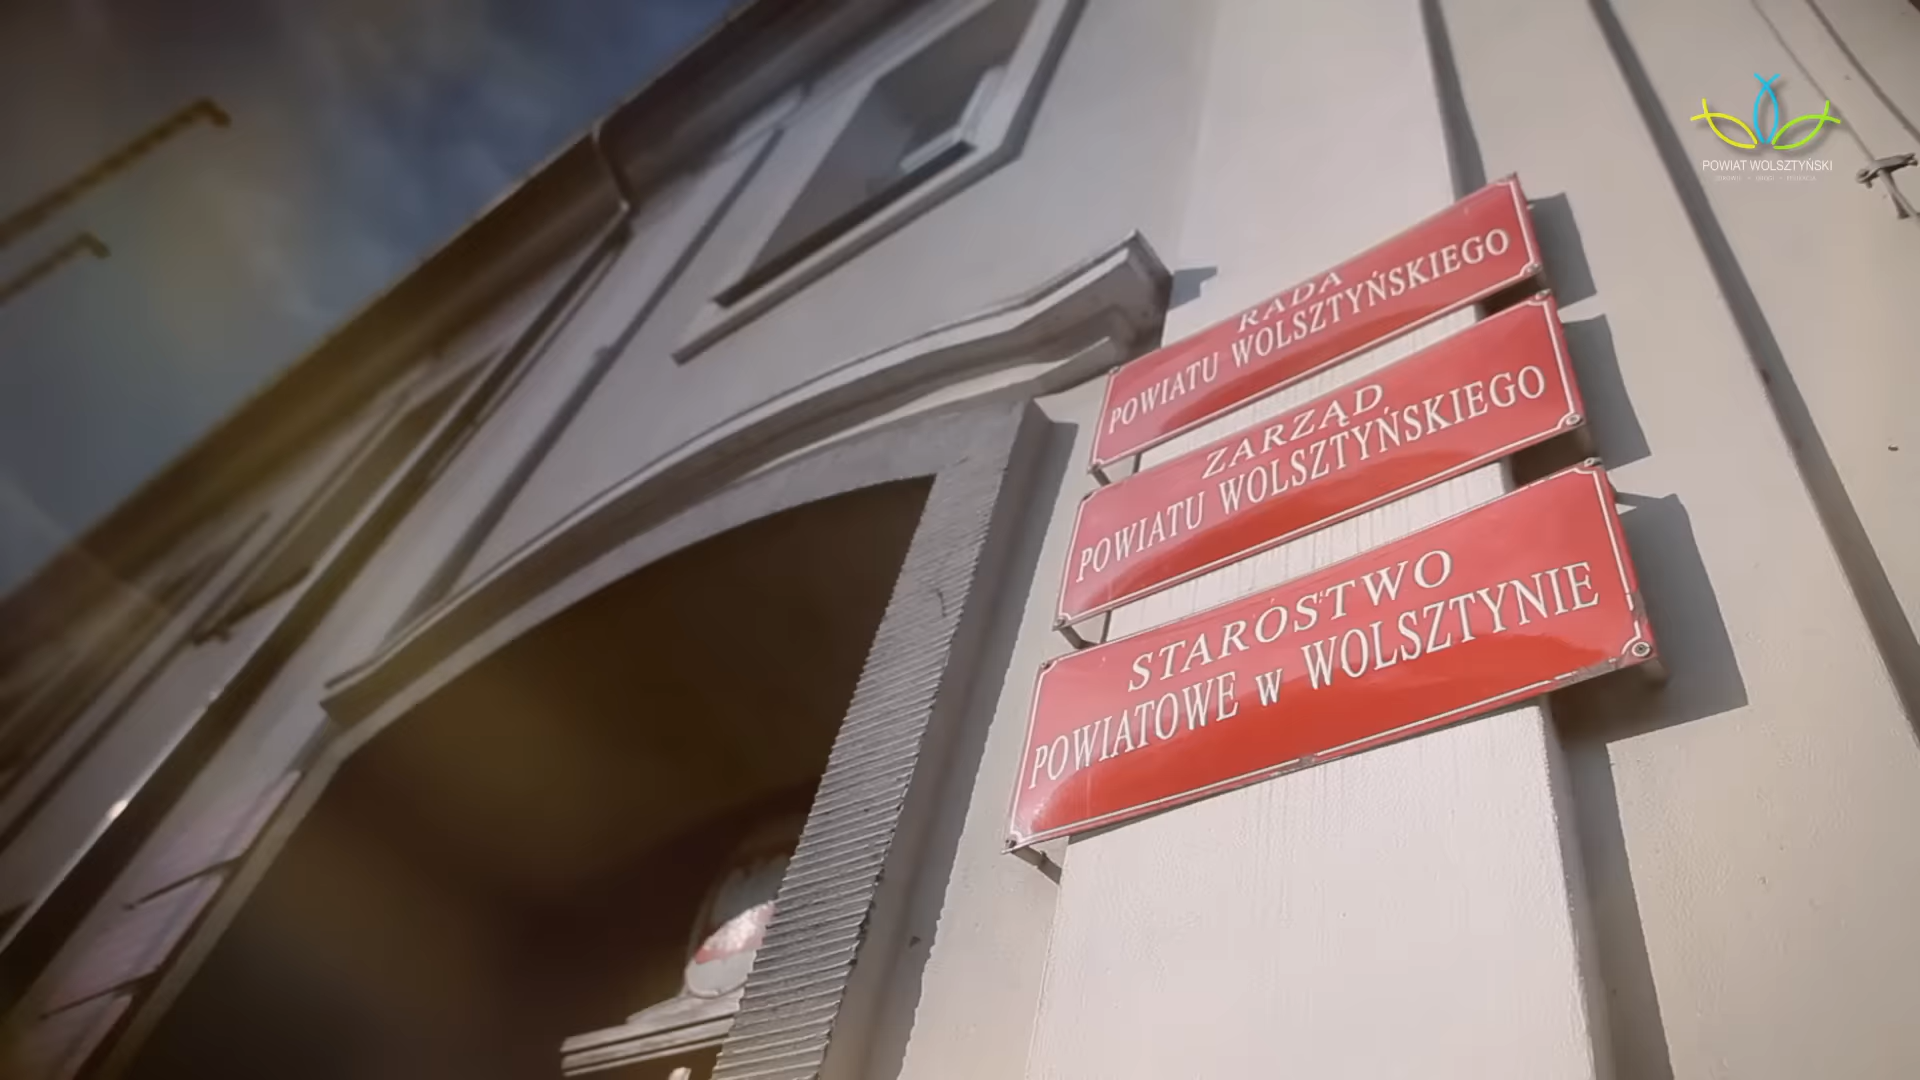 POWIAT WOLSZTYŃSKI
RADA
POWIATU WOLSZTYŃSKIEGO
ZARZĄD
POWIATU WOLSZTYŃSKIEGO
STAROSTWO
POWIATOWE w WOLSZTYNIE